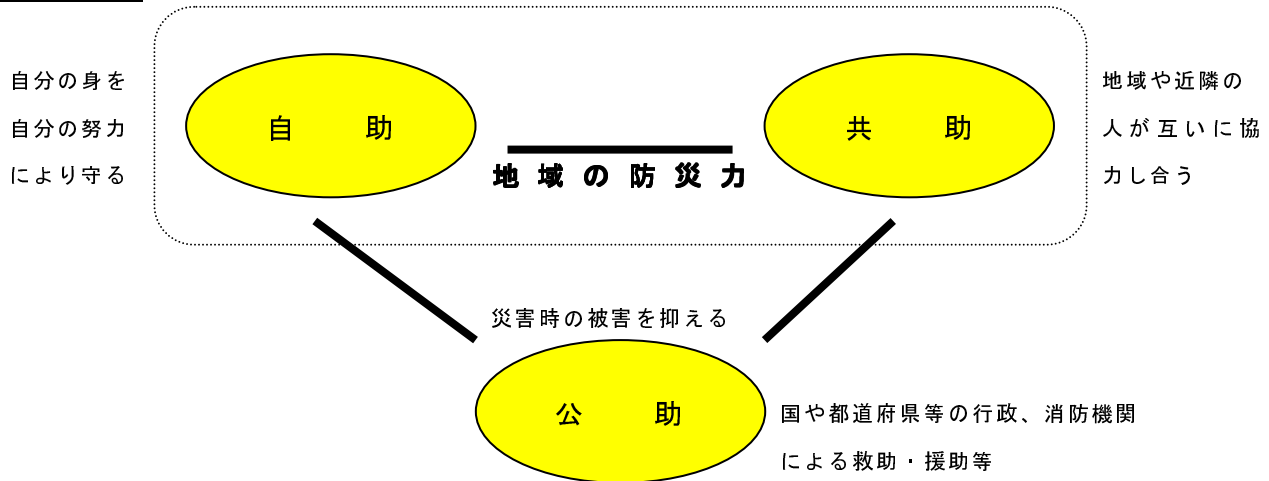 自分の身を
自分の努力
により守る
自　助
地域の防災力
共　助
地域や近隣の
人が互いに協
力し合う
災害時の被害を抑える
公　助
国や都道府県等の行政、消防機関
による救助・援助等